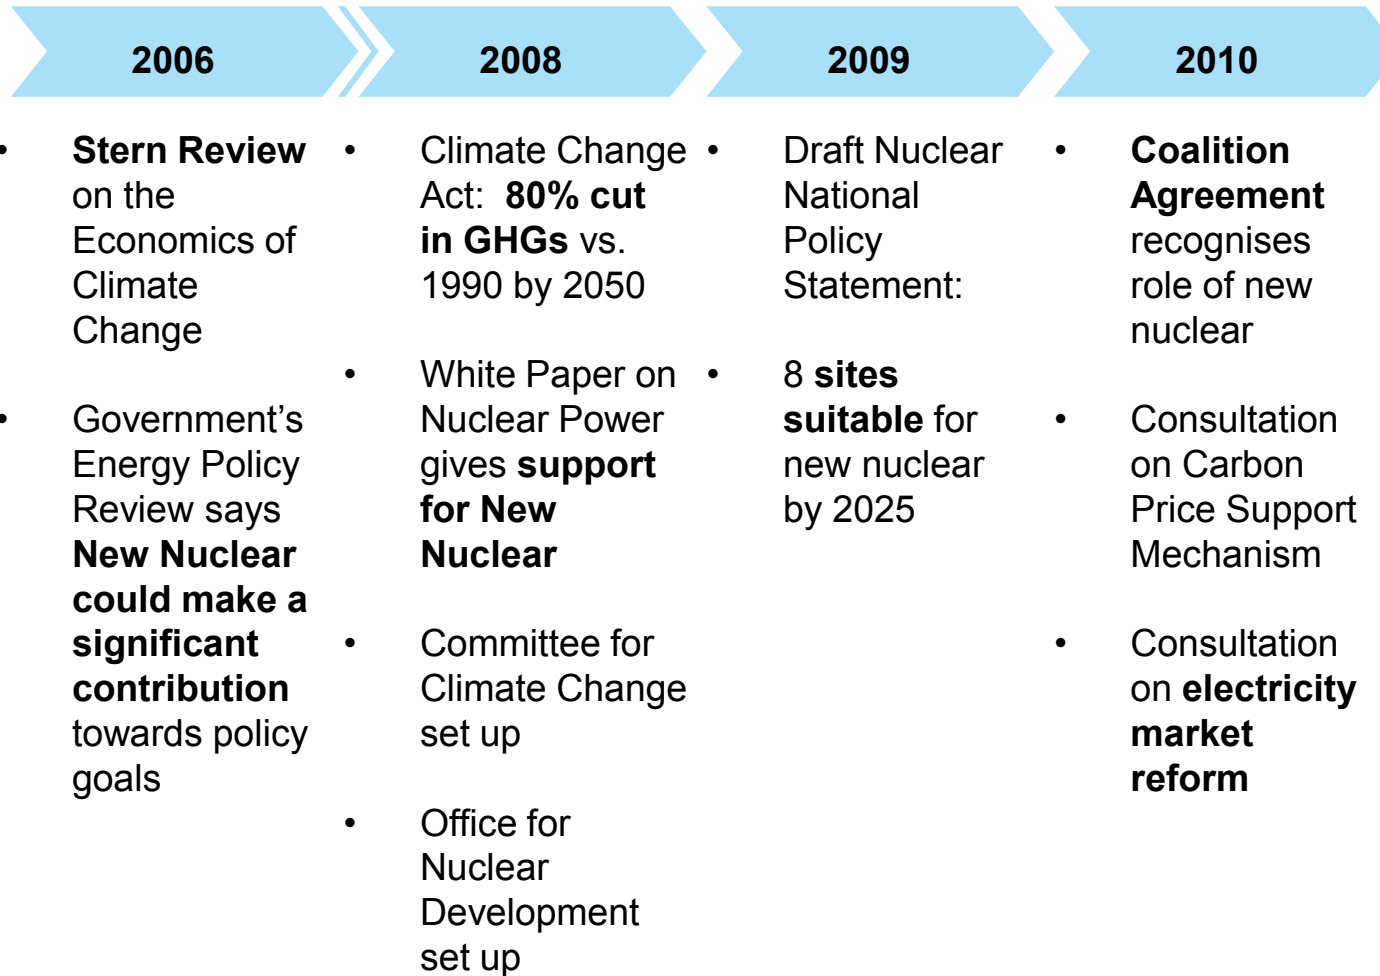 2006
2008
2009
2010
• Stern Review
on the
Economics of
Climate
Change
• Government’s
Energy Policy
Review says
New Nuclear
could make a
significant
contribution
towards policy
goals
• Climate Change
Act:  80% cut
in GHGs vs.
1990 by 2050
• White Paper on
Nuclear Power
gives support
for New
Nuclear
• Committee for
Climate Change
set up
• Office for
Nuclear
Development
set up
• Draft Nuclear
National
Policy
Statement:
• 8 sites
suitable for
new nuclear
by 2025
• Coalition
Agreement
recognises
role of new
nuclear
• Consultation
on Carbon
Price Support
Mechanism
• Consultation
on electricity
market
reform